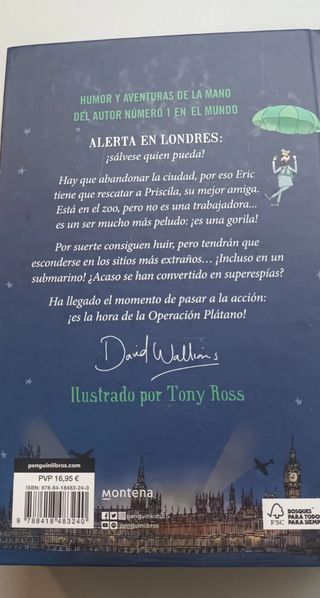 HUMOR Y AVENTURAS DE LA MANO
DEL AUTOR NÚMERO 1 EN EL MUNDO
ALERTA EN LONDRES:
¡sálvese quien pueda!
Hay que abandonar la ciudad, por eso Eric
tiene que rescatar a Priscila, su mejor amiga.
Está en el zoo, pero no es una trabajadora...
es un ser mucho más peludo: ¡es una gorila!
Por suerte consiguen huir, pero tendrán que
esconderse en los sitios más extraños... ¡Incluso en un
submarino! ¿Acaso se han convertido en superespías?
Ha llegado el momento de pasar a la acción:
¡es la hora de la Operación Plátano!
David Walliams
Ilustrado por Tony Ross
penguinlibros.com
PVP 16,95 €
ISBN: 978-84-18483-24-0
9 788418 483240
montena
penguinkids
penguinlibros
FSC
BOSQUES
PARA TODOS
PARA SIEMPRE